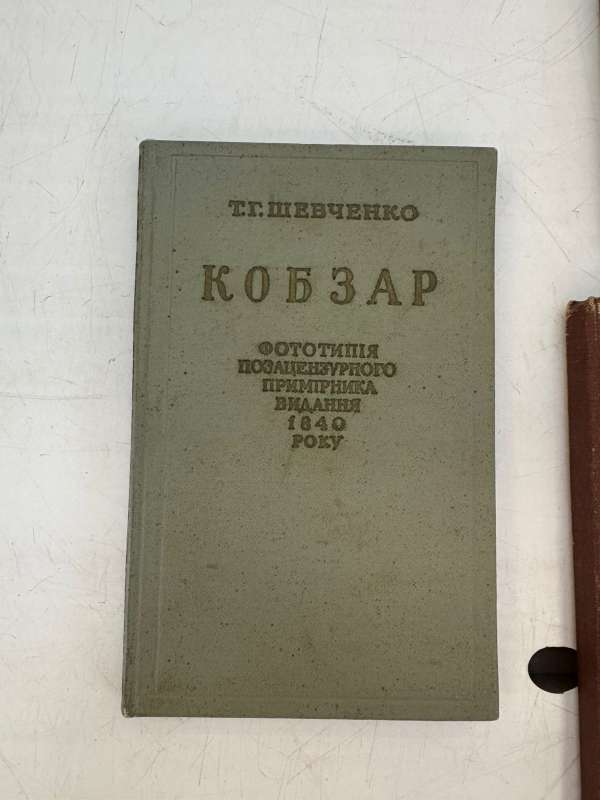 Т.Г. ШЕВЧЕНКО
КОБЗАР
ФОТОТИПІЯ
ПОЗАЦЕНЗУРНОГО
ПРИМІРНИКА
ВИДАННЯ
1840
РОКУ